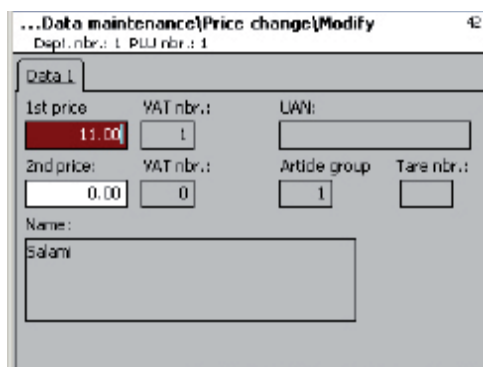 ...Data maintenance\Price change\Modify 42
Dept. nbr.: 1 PLU nbr.: 1
Data 1
1st price VAT nbr.: UAN:
11.00 1
2nd price: VAT nbr.: Article group Tare nbr.:
0.00 0 1
Name:
Salami